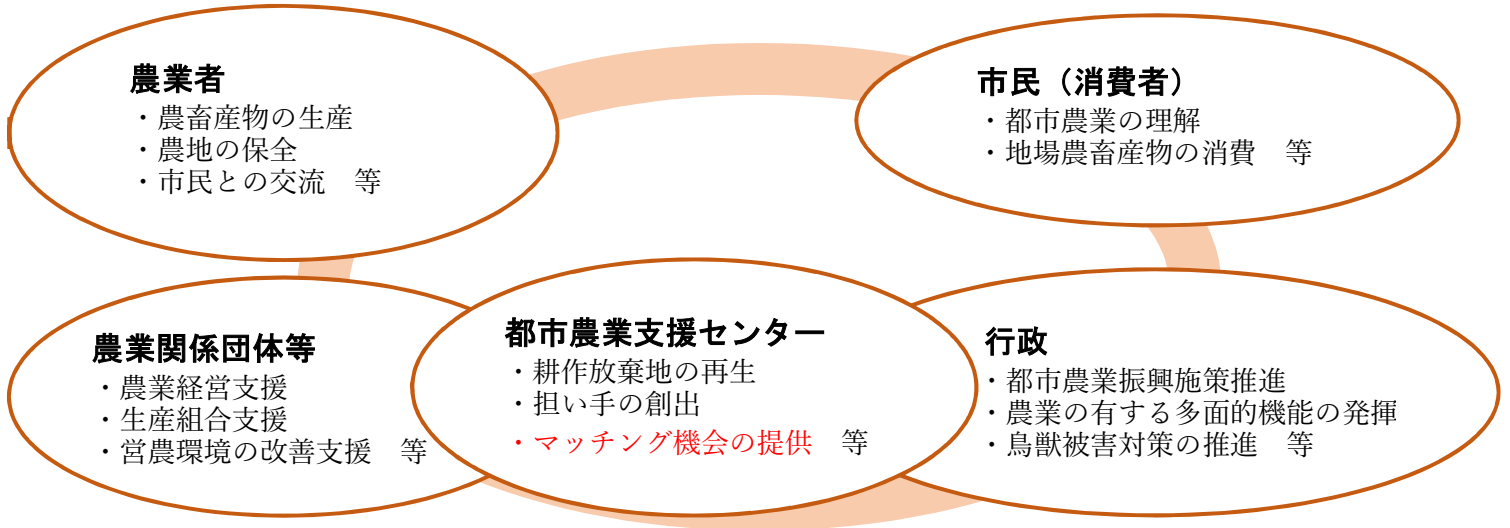 農業者
・農畜産物の生産
・農地の保全
・市民との交流　等
市民（消費者）
・都市農業の理解
・地場農畜産物の消費　等
農業関係団体等
・農業経営支援
・生産組合支援
・営農環境の改善支援　等
都市農業支援センター
・耕作放棄地の再生
・担い手の創出
・マッチング機会の提供　等
行政
・都市農業振興施策推進
・農業の有する多面的機能の発揮
・鳥獣被害対策の推進　等